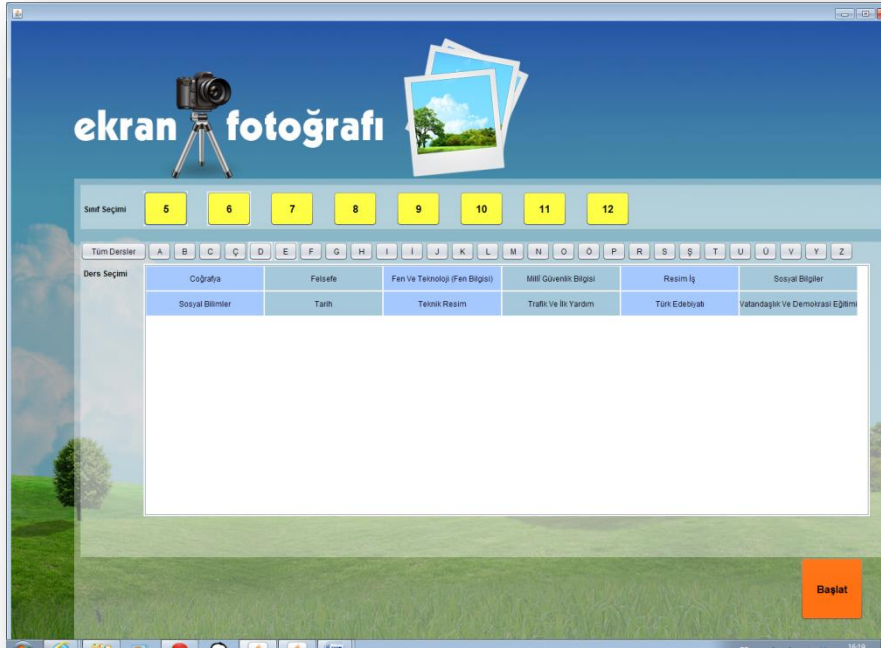 ekran fotoğrafı
Sınıf Seçimi 5 6 7 8 9 10 11 12
Tüm Dersler A B C Ç D E F G H I İ J K L M N O Ö P R S Ş T U Ü V Y Z
Ders Seçimi
Coğrafya Felsefe Fen Ve Teknoloji (Fen Bilgisi) Millî Güvenlik Bilgisi Resim İş Sosyal Bilgiler
Sosyal Bilimler Tarih Teknik Resim Trafik Ve İlk Yardım Türk Edebiyatı Vatandaşlık Ve Demokrasi Eğitimi
Başlat